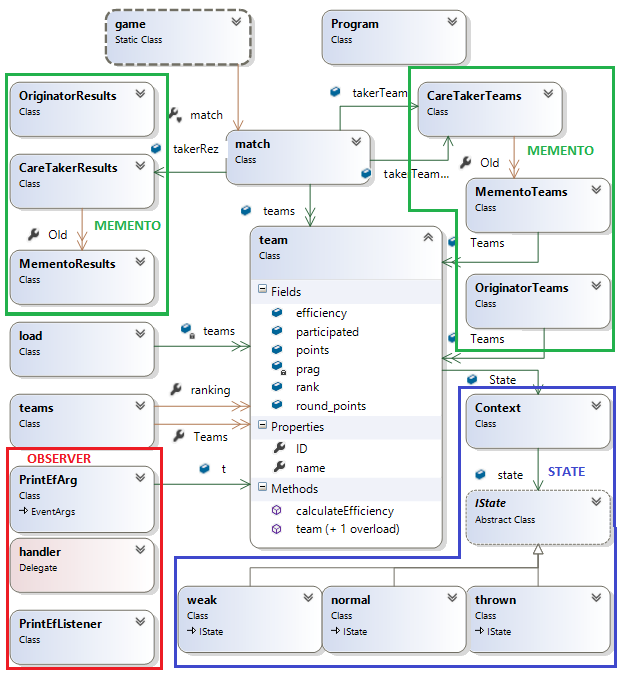 game
Static Class
Program
Class
OriginatorResults
Class
match
takerTeam
CareTakerTeams
Class
match
Class
takerRez
CareTakerResults
Class
takerTeam...
Old
MEMENTO
MementoTeams
Class
MEMENTO
Old
teams
MementoResults
Class
team
Class
Teams
Fields
efficiency
participated
points
prag
rank
round_points
Properties
ID
name
Methods
calculateEfficiency
team (+ 1 overload)
OriginatorTeams
Class
Teams
load
Class
teams
State
ranking
teams
Class
Teams
Context
Class
OBSERVER
PrintEfArg
Class
EventArgs
t
state
STATE
IState
Abstract Class
handler
Delegate
PrintEfListener
Class
weak
Class
IState
normal
Class
IState
thrown
Class
IState